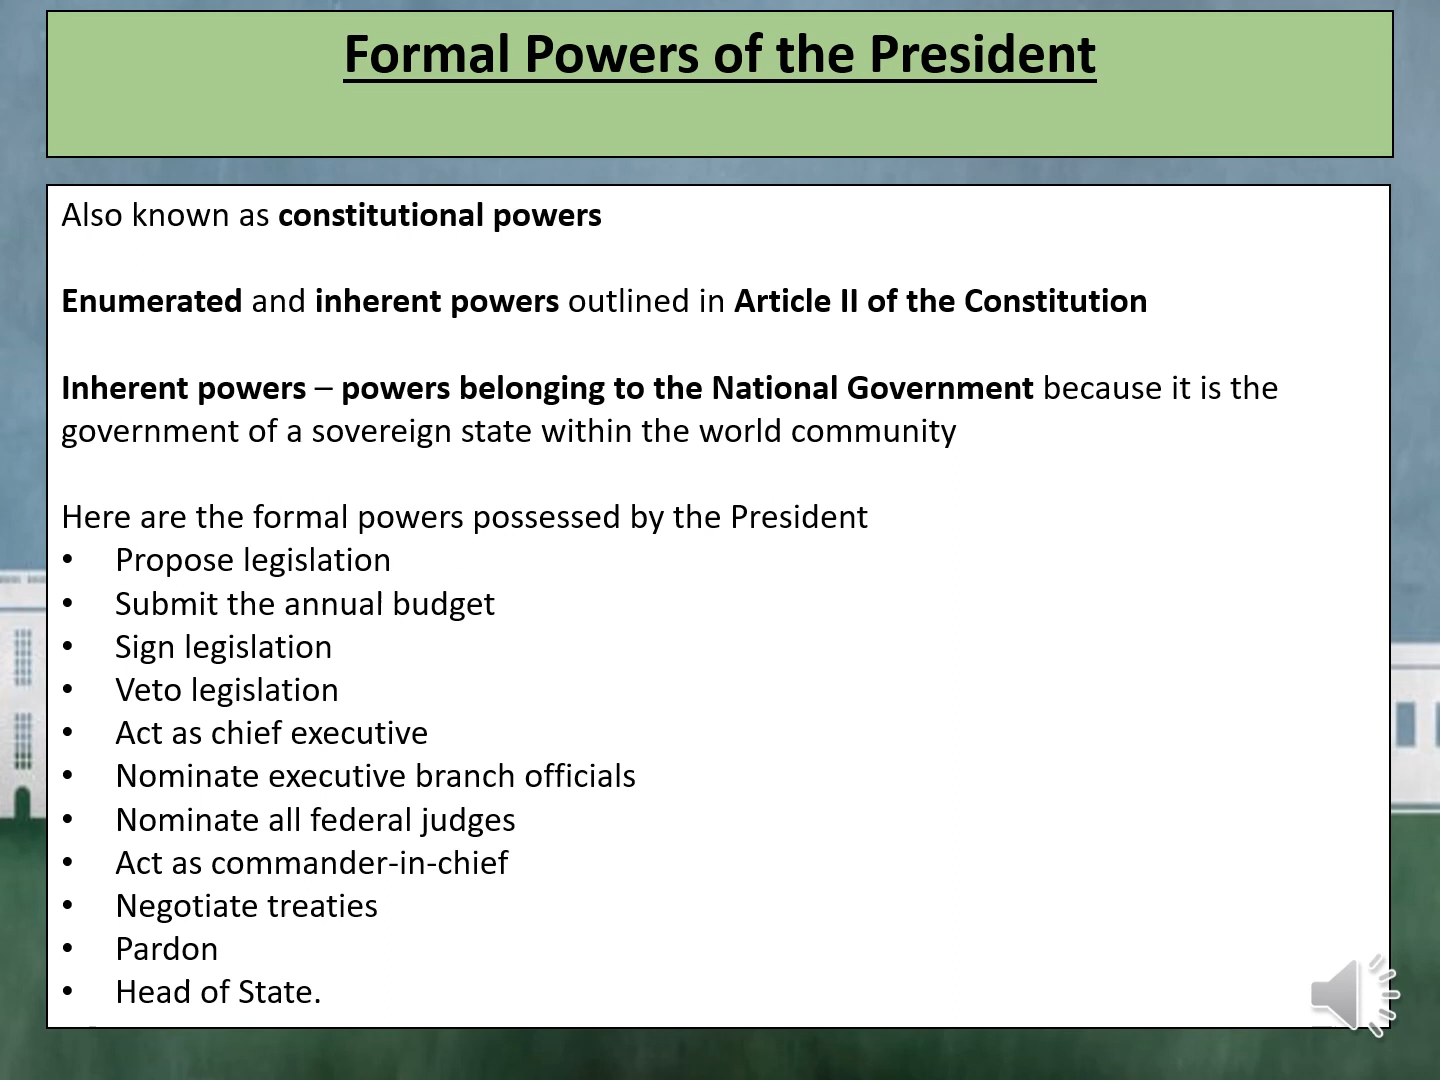 Formal Powers of the President
Also known as constitutional powers
Enumerated and inherent powers outlined in Article II of the Constitution
Inherent powers – powers belonging to the National Government because it is the
government of a sovereign state within the world community
Here are the formal powers possessed by the President
• Propose legislation
• Submit the annual budget
• Sign legislation
• Veto legislation
• Act as chief executive
• Nominate executive branch officials
• Nominate all federal judges
• Act as commander-in-chief
• Negotiate treaties
• Pardon
• Head of State.